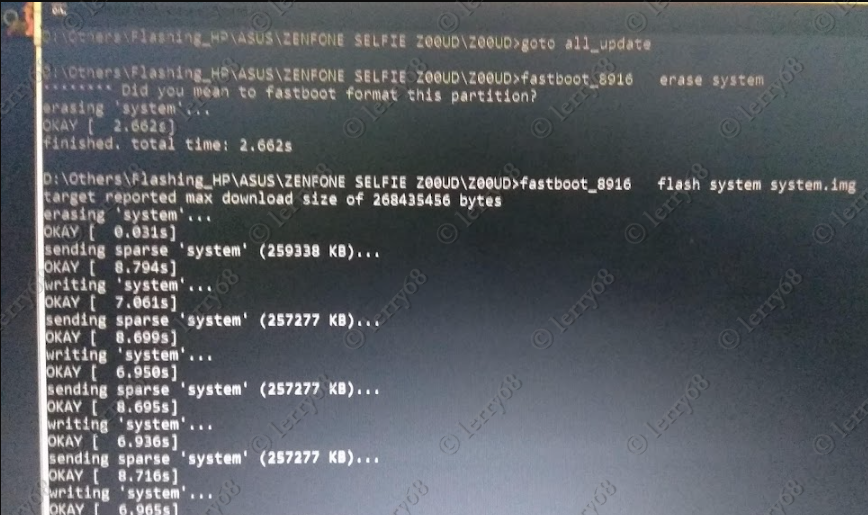 OK
D:\Others\Flashing_HP\ASUS\ZENFONE SELFIE Z00UD\Z00UD>goto all_update
D:\Others\Flashing_HP\ASUS\ZENFONE SELFIE Z00UD\Z00UD>fastboot_8916 erase system
******** Did you mean to fastboot format this partition?
erasing 'system'...
OKAY [ 2.662s]
finished. total time: 2.662s
D:\Others\Flashing_HP\ASUS\ZENFONE SELFIE Z00UD\Z00UD>fastboot_8916 flash system system.img
target reported max download size of 268435456 bytes
erasing 'system'...
OKAY [ 0.031s]
sending sparse 'system' (259338 KB)...
OKAY [ 8.794s]
writing 'system'...
OKAY [ 7.061s]
sending sparse 'system' (257277 KB)...
OKAY [ 8.699s]
writing 'system'...
OKAY [ 6.950s]
sending sparse 'system' (257277 KB)...
OKAY [ 8.695s]
writing 'system'...
OKAY [ 6.936s]
sending sparse 'system' (257277 KB)...
OKAY [ 8.716s]
writing 'system'...
OKAY [ 6.965s]
© lerry68